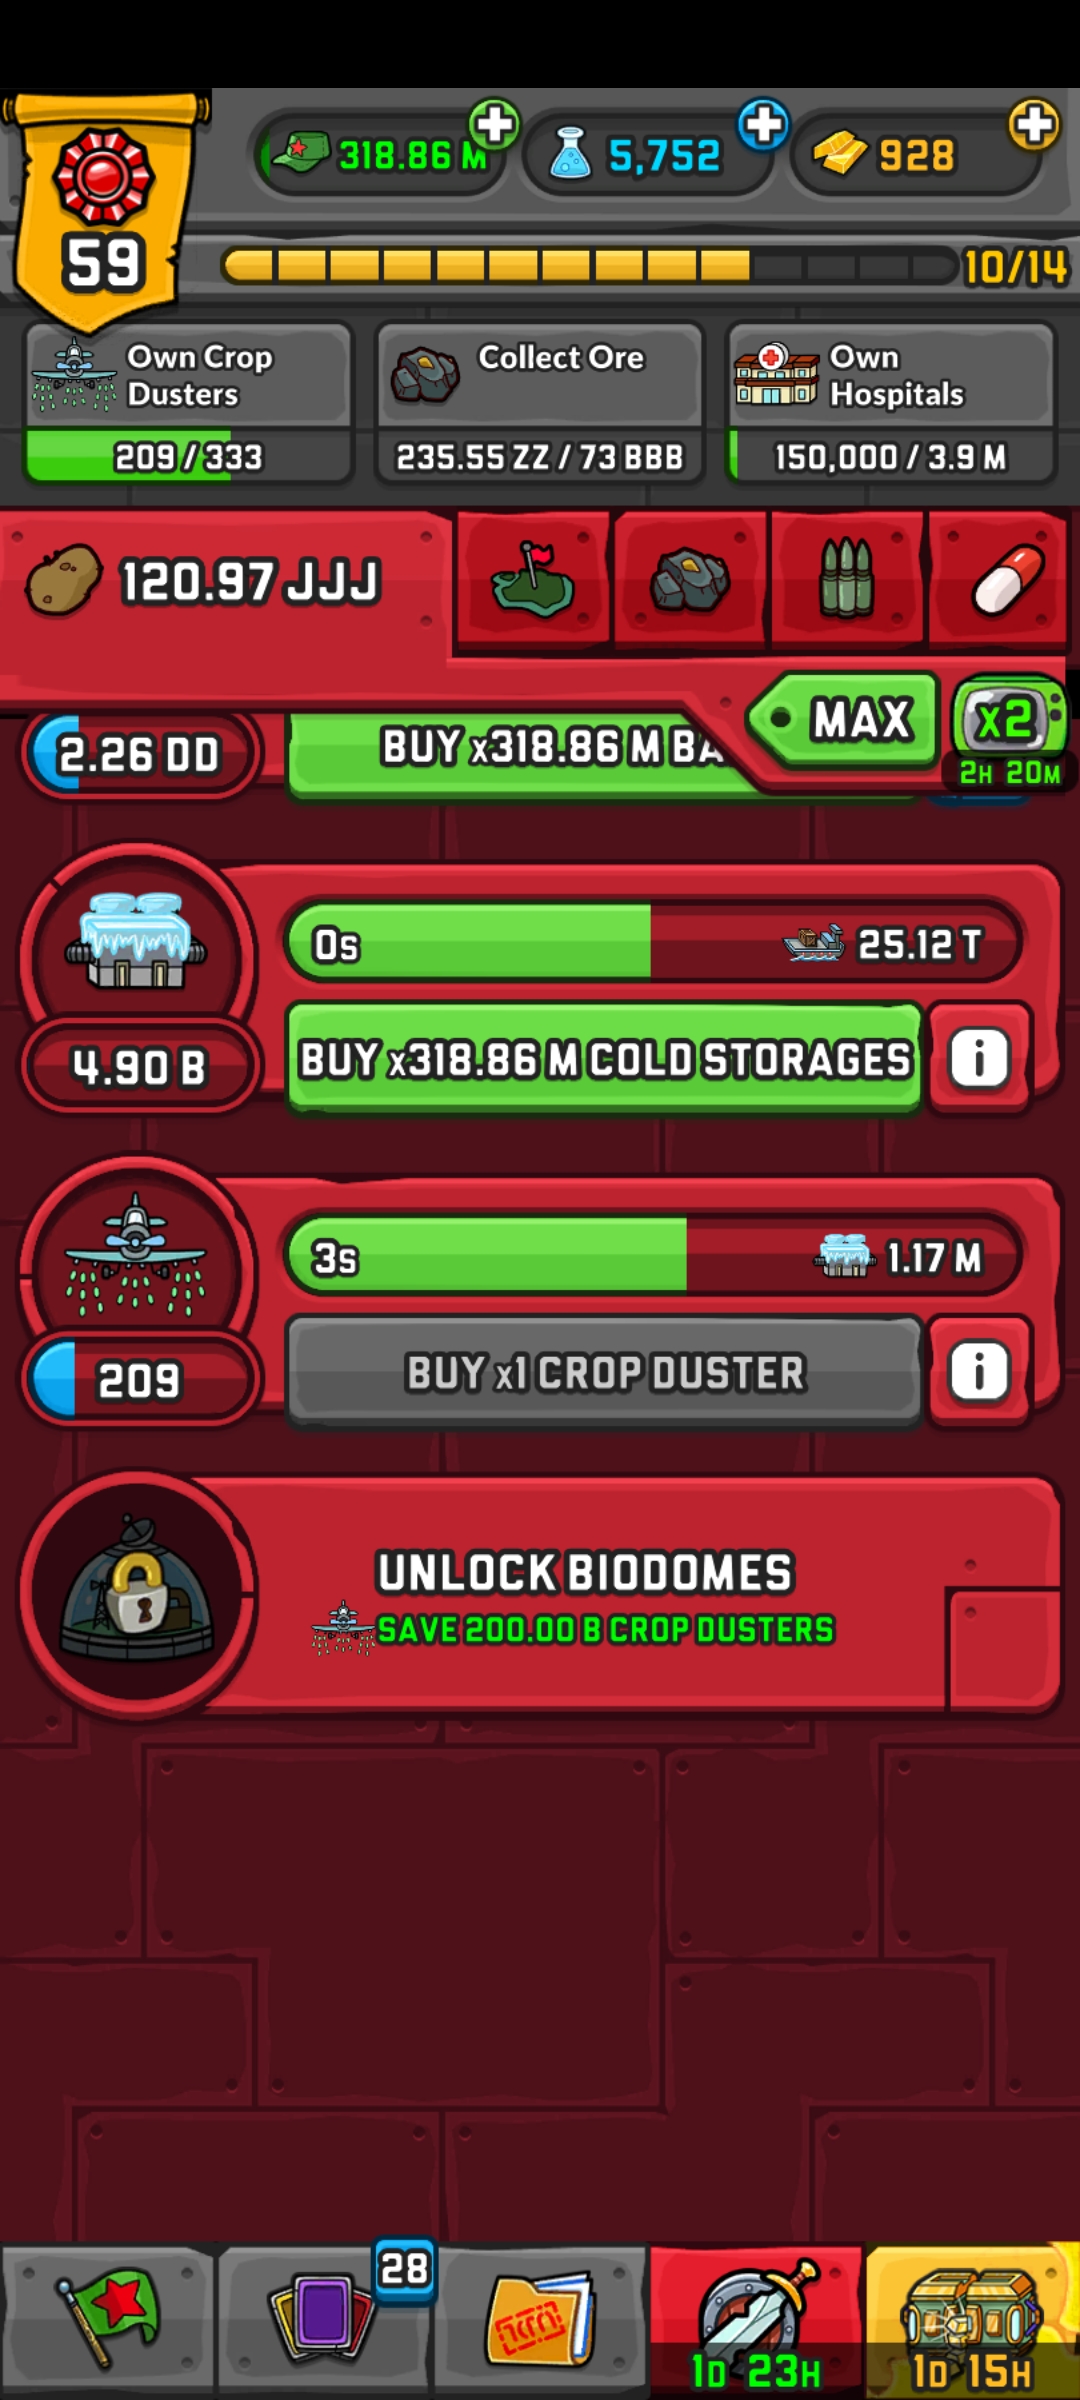 318.86 M
5,752
928
59
10/14
Own Crop
Dusters
209 / 333
Collect Ore
235.55 ZZ / 73 BBB
Own
Hospitals
150,000 / 3.9 M
120.97 JJJ
MAX
x2
2H 20M
2.26 DD
BUY x318.86 M BA
0s
25.12 T
4.90 B
BUY x318.86 M COLD STORAGES
i
3s
1.17 M
209
BUY x1 CROP DUSTER
i
UNLOCK BIODOMES
SAVE 200.00 B CROP DUSTERS
28
1D 23H
1D 15H